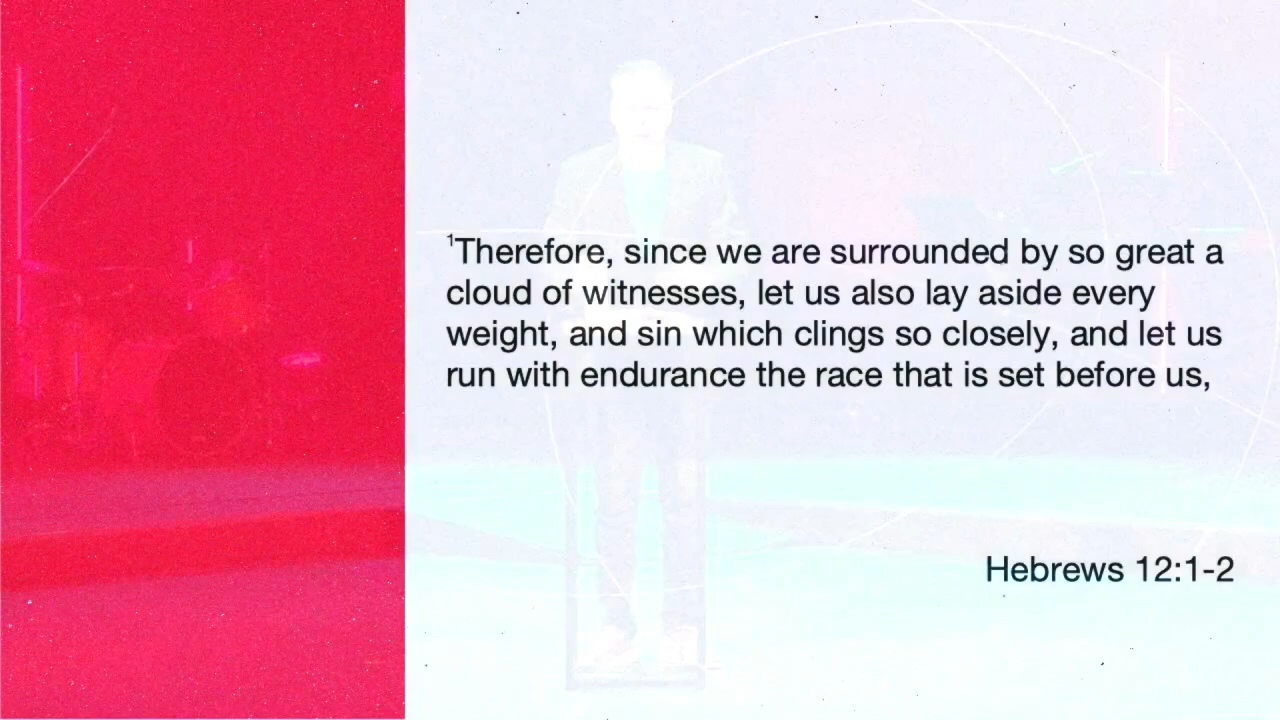 ¹Therefore, since we are surrounded by so great a
cloud of witnesses, let us also lay aside every
weight, and sin which clings so closely, and let us
run with endurance the race that is set before us,
Hebrews 12:1-2